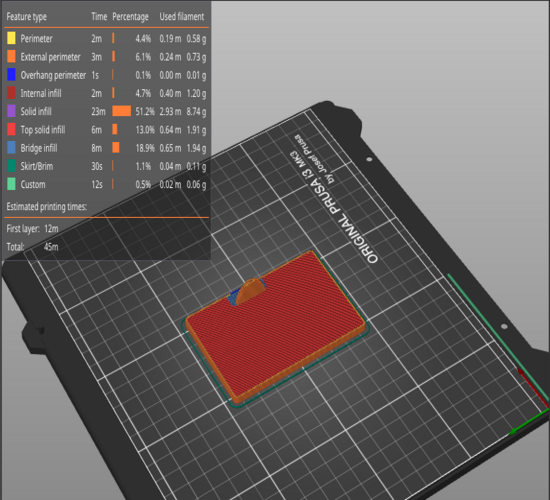 Feature type Time Percentage Used filament
Perimeter 2m 4.4% 0.19 m 0.58 g
External perimeter 3m 6.1% 0.24 m 0.73 g
Overhang perimeter 1s 0.1% 0.00 m 0.01 g
Internal infill 2m 4.7% 0.40 m 1.20 g
Solid infill 23m 51.2% 2.93 m 8.74 g
Top solid infill 6m 13.0% 0.64 m 1.91 g
Bridge infill 8m 18.9% 0.65 m 1.94 g
Skirt/Brim 30s 1.1% 0.04 m 0.11 g
Custom 12s 0.5% 0.02 m 0.06 g
Estimated printing times:
First layer: 12m
Total: 45m
ORIGINAL PRUSA i3 MK3
by Josef Prusa